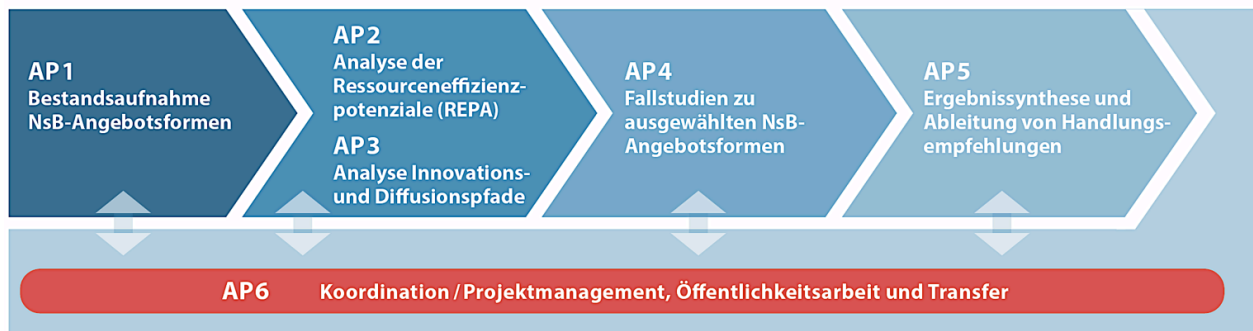 AP1
Bestandsaufnahme
NsB-Angebotsformen
AP2
Analyse der
Ressourceneffizienz-
potenziale (REPA)
AP3
Analyse Innovations-
und Diffusionspfade
AP4
Fallstudien zu
ausgewählten NsB-
Angebotsformen
AP5
Ergebnissynthese und
Ableitung von Handlungs-
empfehlungen
AP6 Koordination / Projektmanagement, Öffentlichkeitsarbeit und Transfer